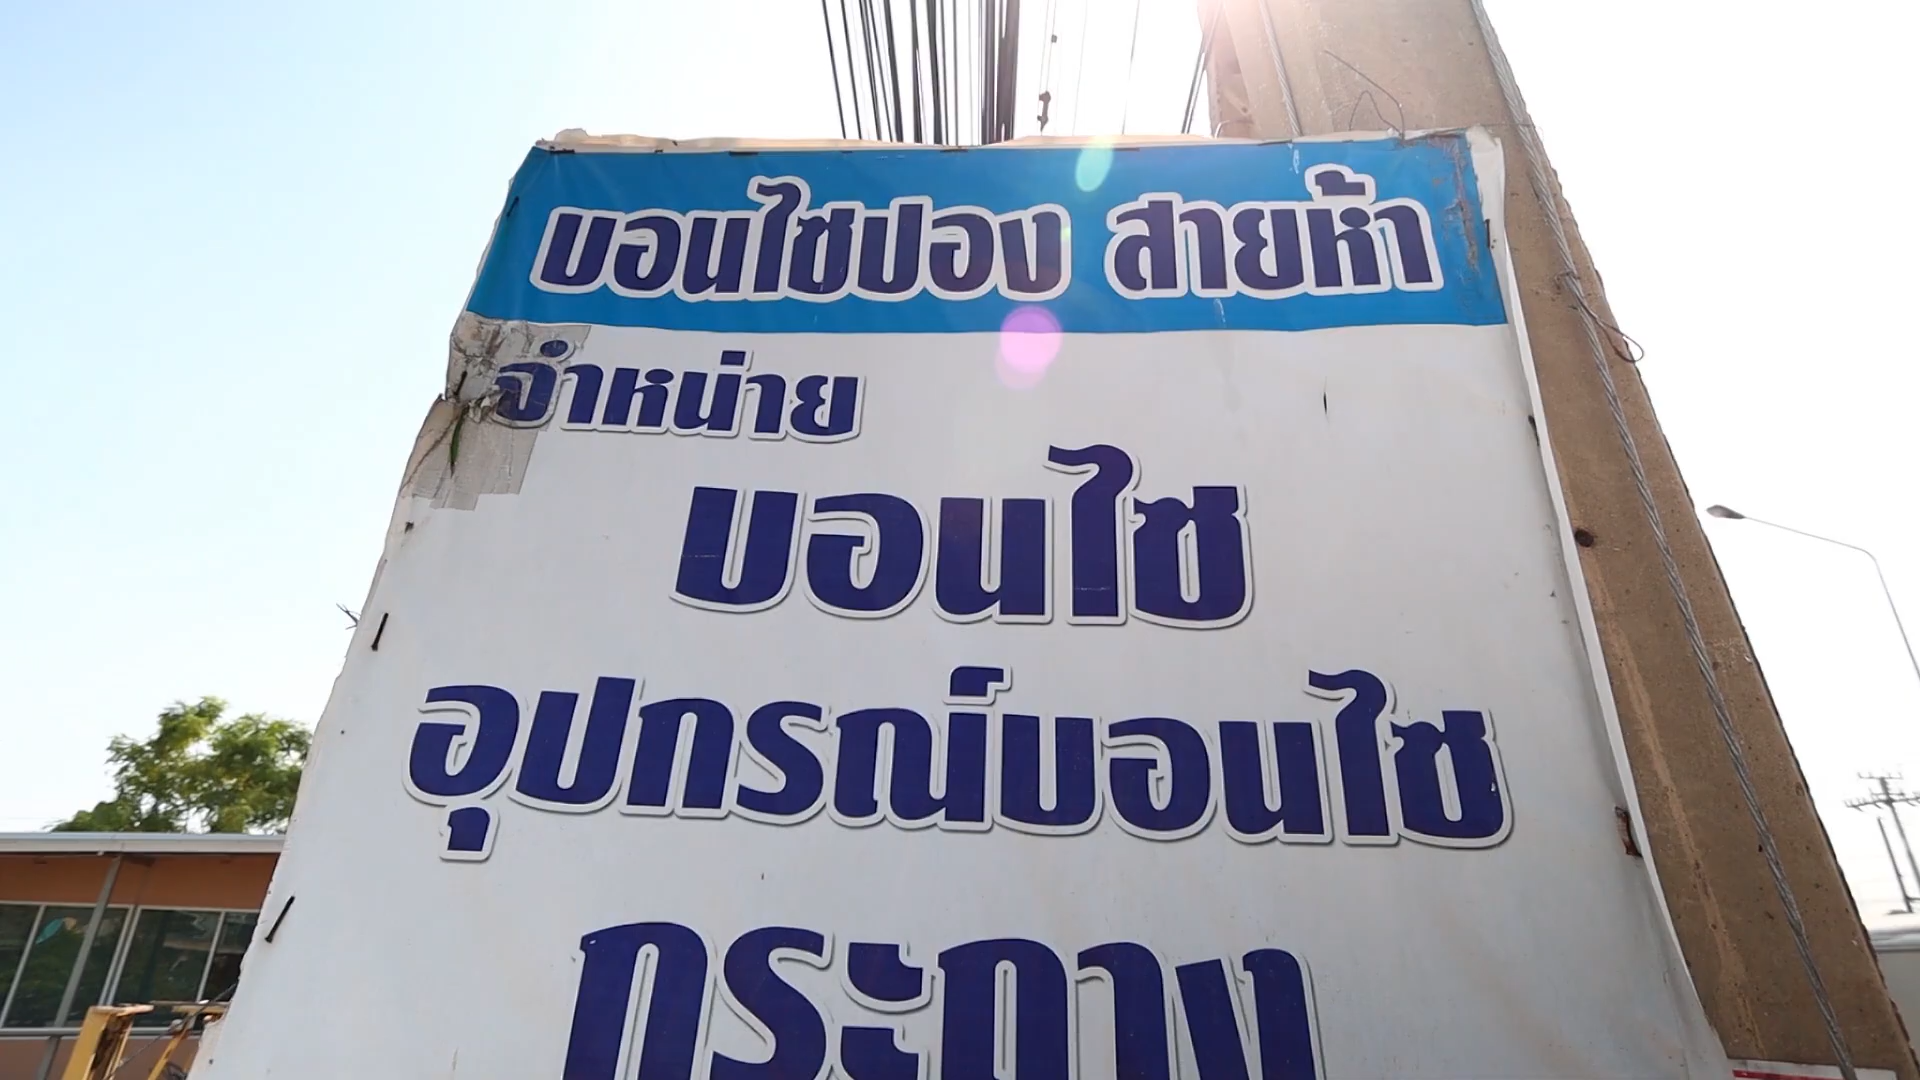 บอนไซปอง สายห้า
จำหน่าย
บอนไซ
อุปกรณ์บอนไซ
กระถาง